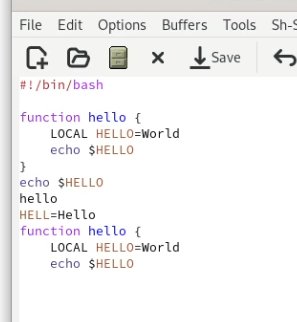 File Edit Options Buffers Tools Sh-S
Save
#!/bin/bash
function hello {
    LOCAL HELLO=World
    echo $HELLO
}
echo $HELLO
hello
HELL=Hello
function hello {
    LOCAL HELLO=World
    echo $HELLO